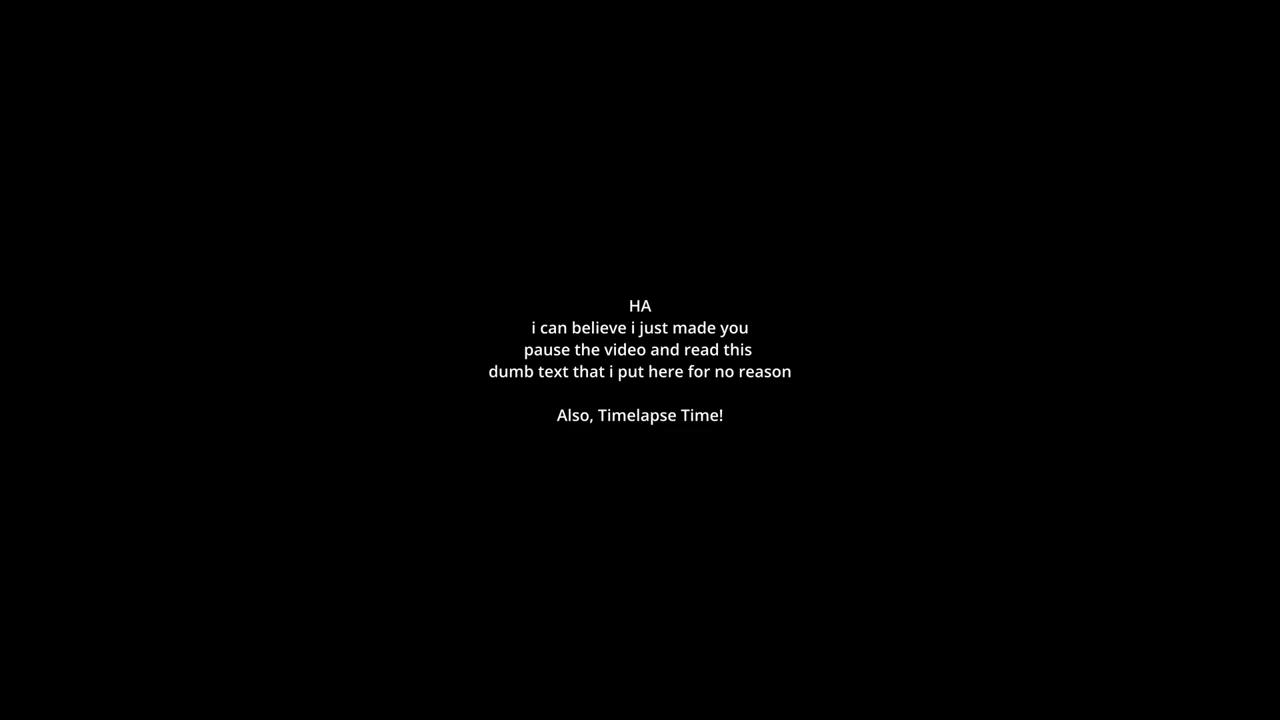 HA
i can believe i just made you
pause the video and read this
dumb text that i put here for no reason
Also, Timelapse Time!